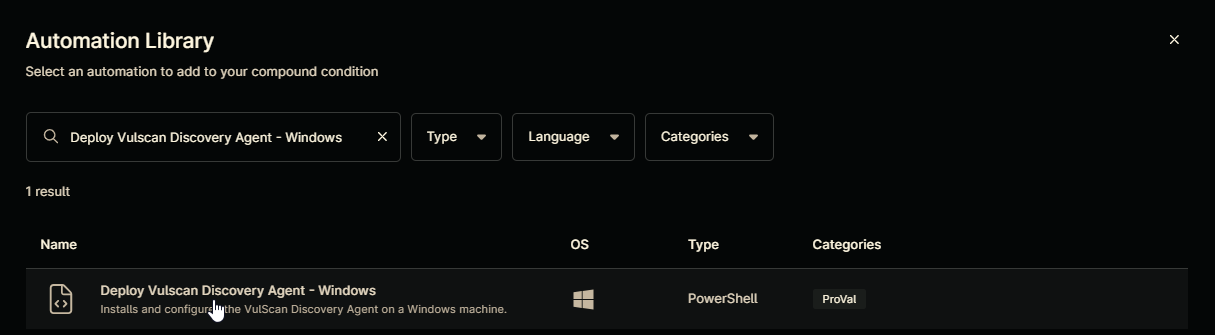 Automation Library
Select an automation to add to your compound condition
Deploy Vulscan Discovery Agent - Windows
Type
Language
Categories
1 result
Name OS Type Categories
Deploy Vulscan Discovery Agent - Windows
Installs and configures the VulScan Discovery Agent on a Windows machine.
PowerShell
ProVal